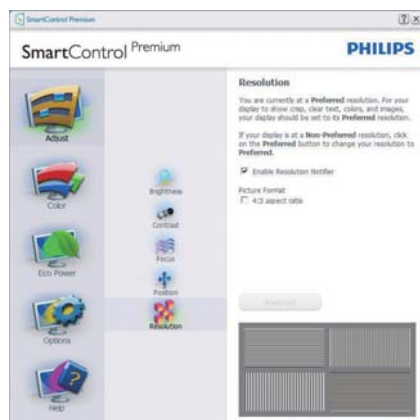 SmartControl Premium
SmartControl Premium
PHILIPS
Adjust
Color
Eco Power
Options
Help
Brightness
Contrast
Focus
Position
Resolution
Resolution
You are currently at a Preferred resolution. For your
display to show crisp, clear text, colors, and images,
your display should be set to its Preferred resolution.
If your display is at a Non-Preferred resolution, click
on the Preferred button to change your resolution to
Preferred.
Enable Resolution Notifier
Picture Format
4:3 aspect ratio
Preferred